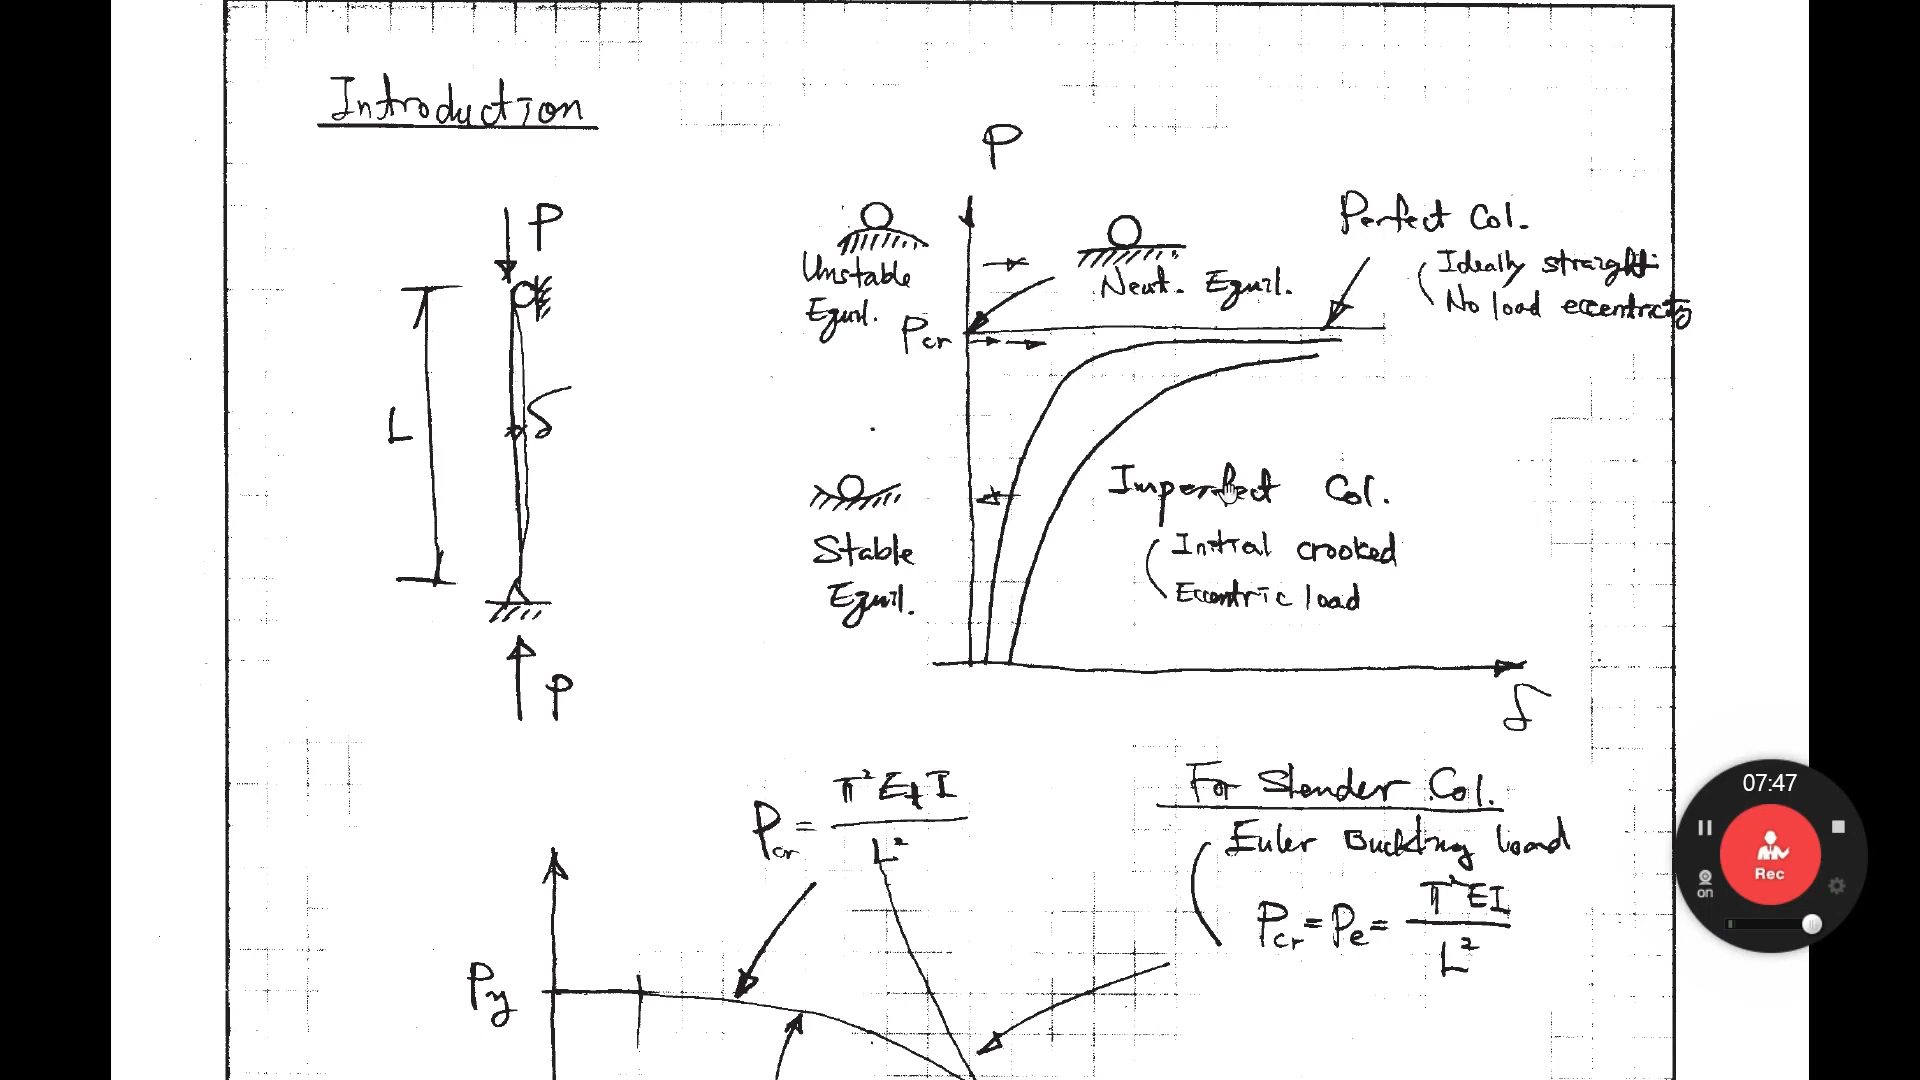 Introduction
P
P
Unstable
Equil.
Neut. Equil.
Perfect Col.
Ideally straight
No load eccentricity
Pcr
L
δ
Imperfect Col.
Initial crooked
Eccentric load
Stable
Equil.
P
δ
Pcr = π²EtI / L²
For Slender Col.
Euler Buckling Load
Pcr = Pe = π²EI / L²
Py
07:47
Rec
on